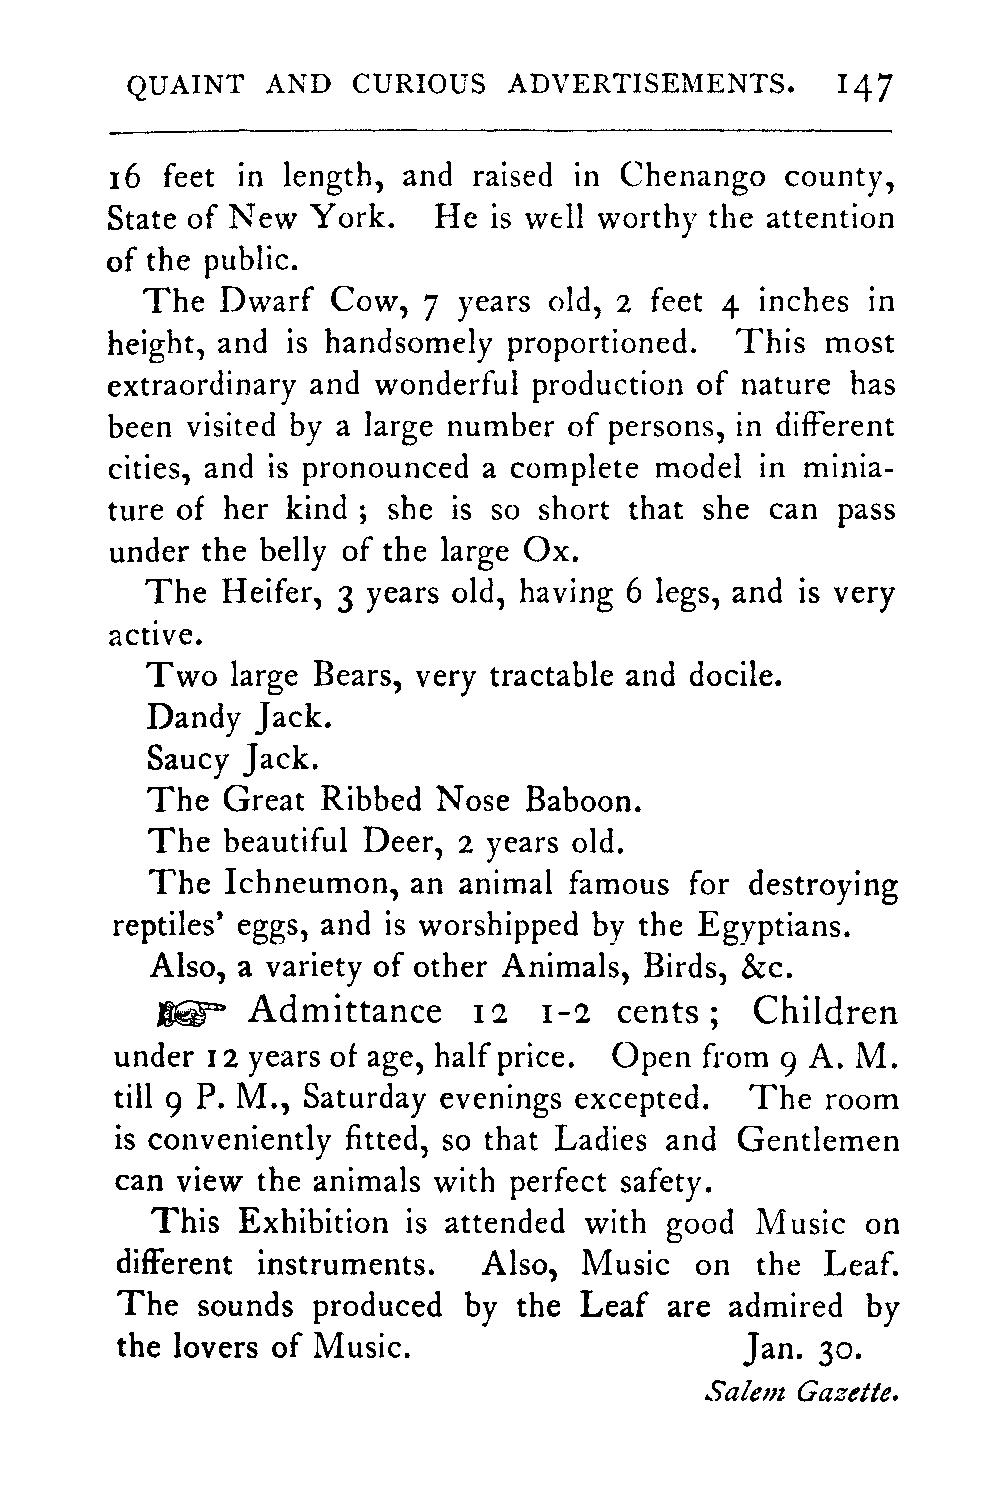 QUAINT AND CURIOUS ADVERTISEMENTS. 147
16 feet in length, and raised in Chenango county,
State of New York. He is well worthy the attention
of the public.
The Dwarf Cow, 7 years old, 2 feet 4 inches in
height, and is handsomely proportioned. This most
extraordinary and wonderful production of nature has
been visited by a large number of persons, in different
cities, and is pronounced a complete model in minia-
ture of her kind ; she is so short that she can pass
under the belly of the large Ox.
The Heifer, 3 years old, having 6 legs, and is very
active.
Two large Bears, very tractable and docile.
Dandy Jack.
Saucy Jack.
The Great Ribbed Nose Baboon.
The beautiful Deer, 2 years old.
The Ichneumon, an animal famous for destroying
reptiles' eggs, and is worshipped by the Egyptians.
Also, a variety of other Animals, Birds, &c.
☞ Admittance 12 1-2 cents ; Children
under 12 years of age, half price. Open from 9 A. M.
till 9 P. M., Saturday evenings excepted. The room
is conveniently fitted, so that Ladies and Gentlemen
can view the animals with perfect safety.
This Exhibition is attended with good Music on
different instruments. Also, Music on the Leaf.
The sounds produced by the Leaf are admired by
the lovers of Music. Jan. 30.
Salem Gazette.